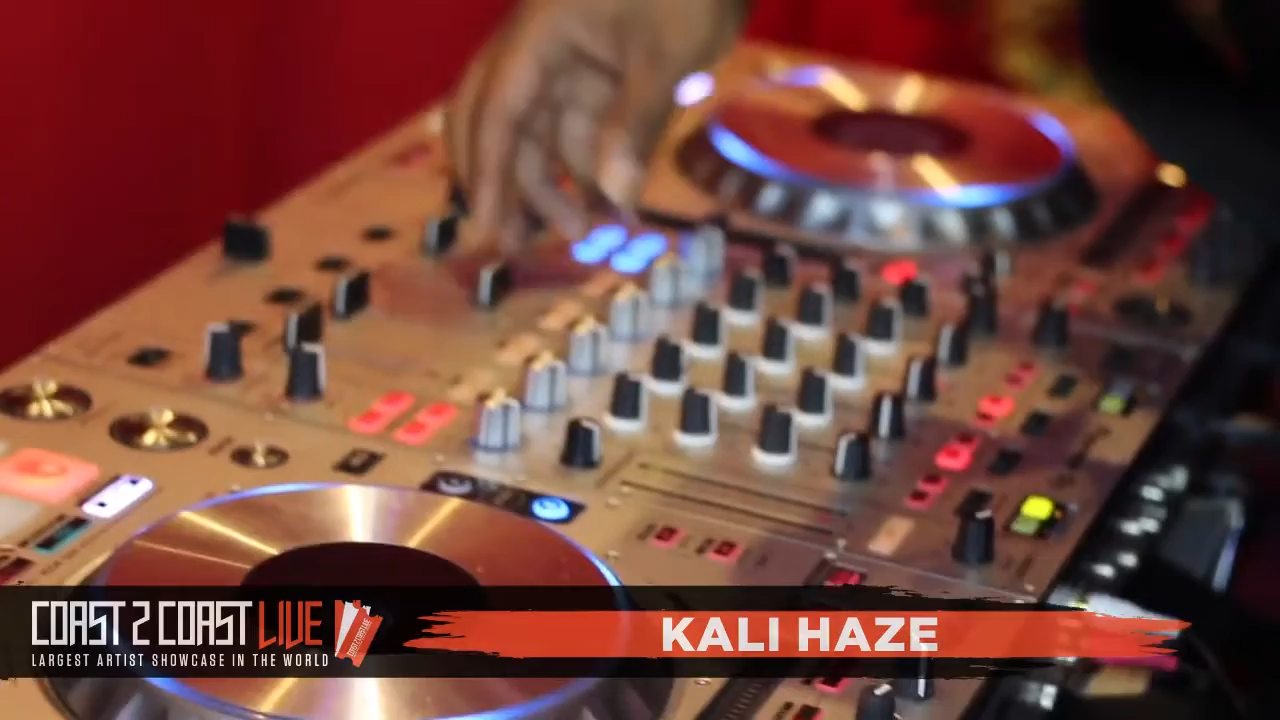 COAST 2 COAST LIVE
LARGEST ARTIST SHOWCASE IN THE WORLD
KALI HAZE